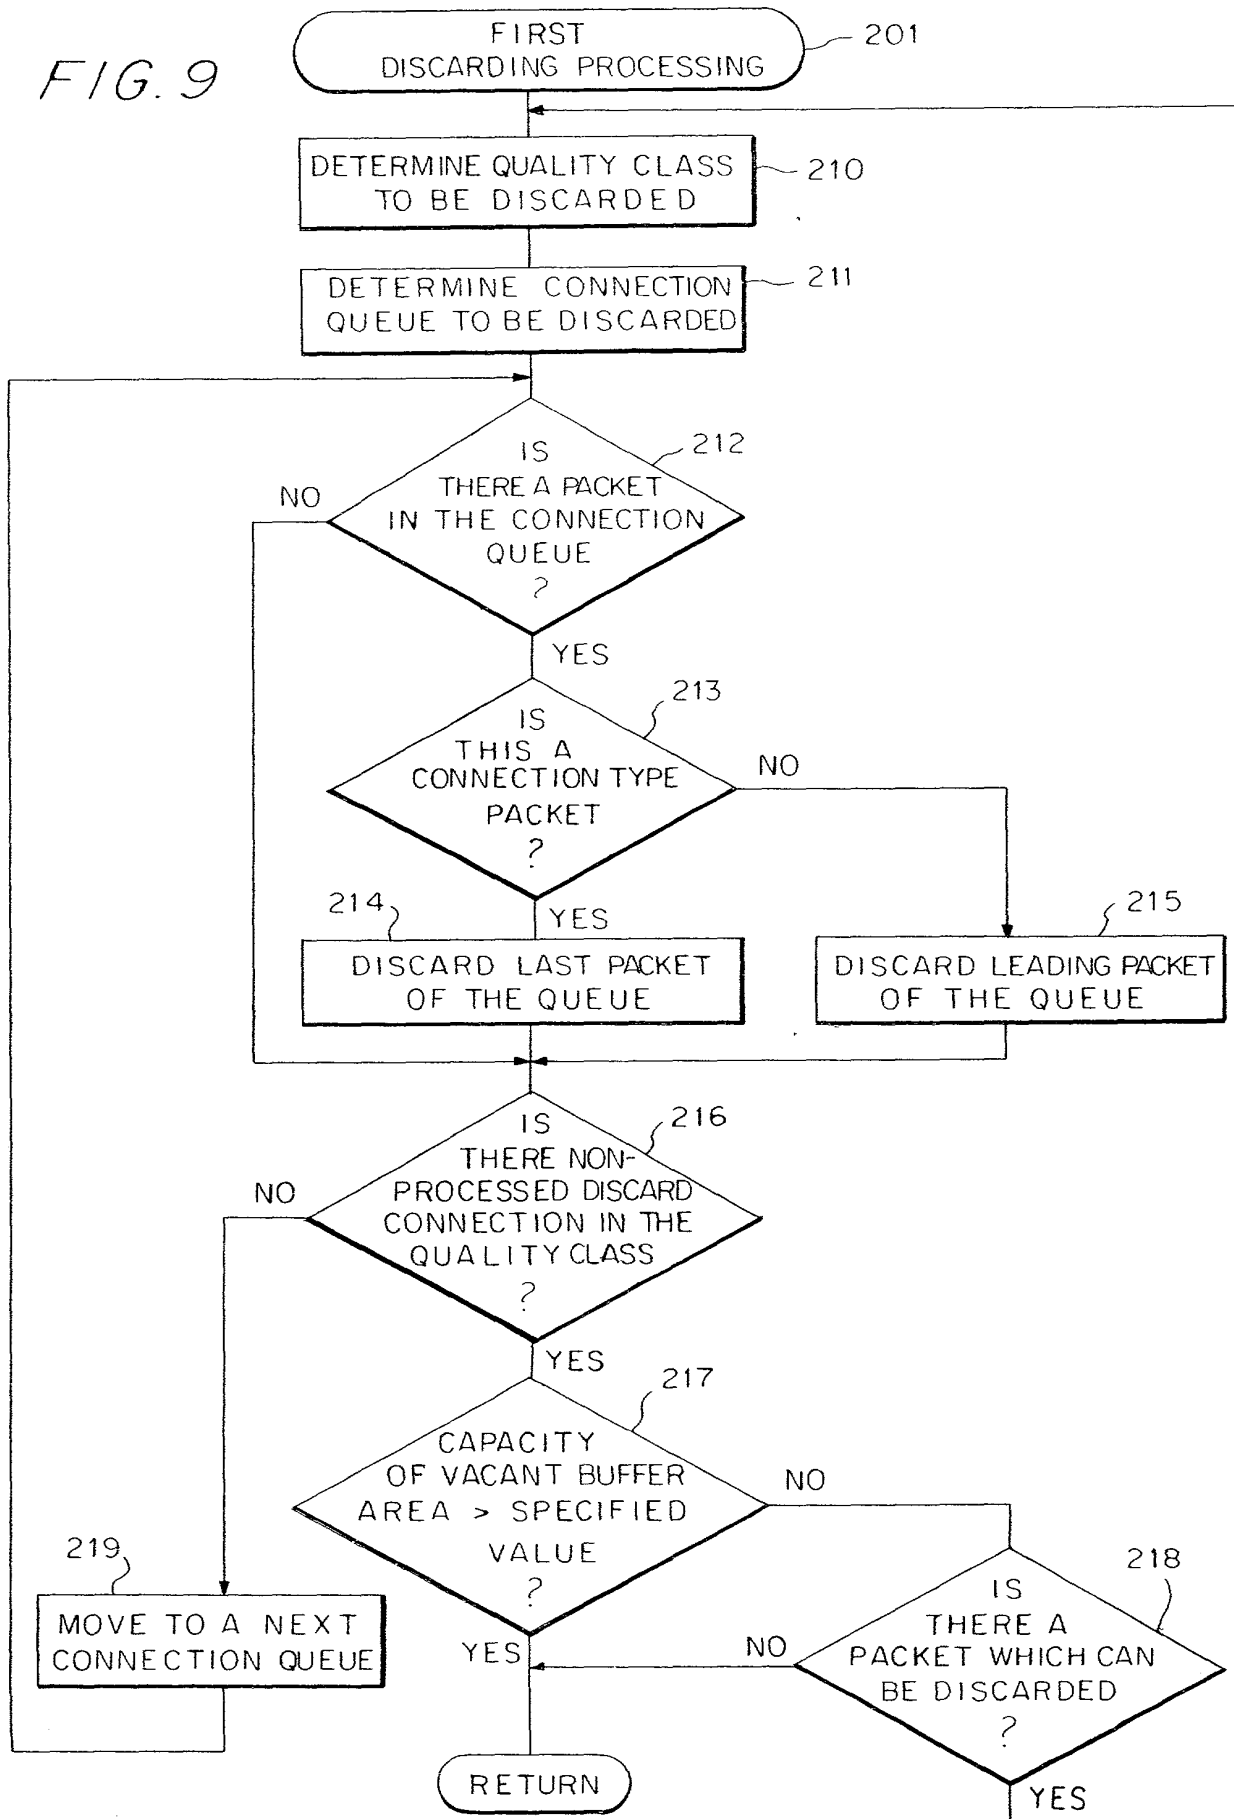 FIG. 9
FIRST
DISCARDING PROCESSING
201
DETERMINE QUALITY CLASS
TO BE DISCARDED
210
DETERMINE CONNECTION
QUEUE TO BE DISCARDED
211
IS
THERE A PACKET
IN THE CONNECTION
QUEUE
?
212
NO
YES
IS
THIS A
CONNECTION TYPE
PACKET
?
213
NO
YES
214
DISCARD LAST PACKET
OF THE QUEUE
215
DISCARD LEADING PACKET
OF THE QUEUE
IS
THERE NON-
PROCESSED DISCARD
CONNECTION IN THE
QUALITY CLASS
?
216
NO
YES
CAPACITY
OF VACANT BUFFER
AREA > SPECIFIED
VALUE
?
217
NO
YES
219
MOVE TO A NEXT
CONNECTION QUEUE
IS
THERE A
PACKET WHICH CAN
BE DISCARDED
?
218
NO
YES
RETURN